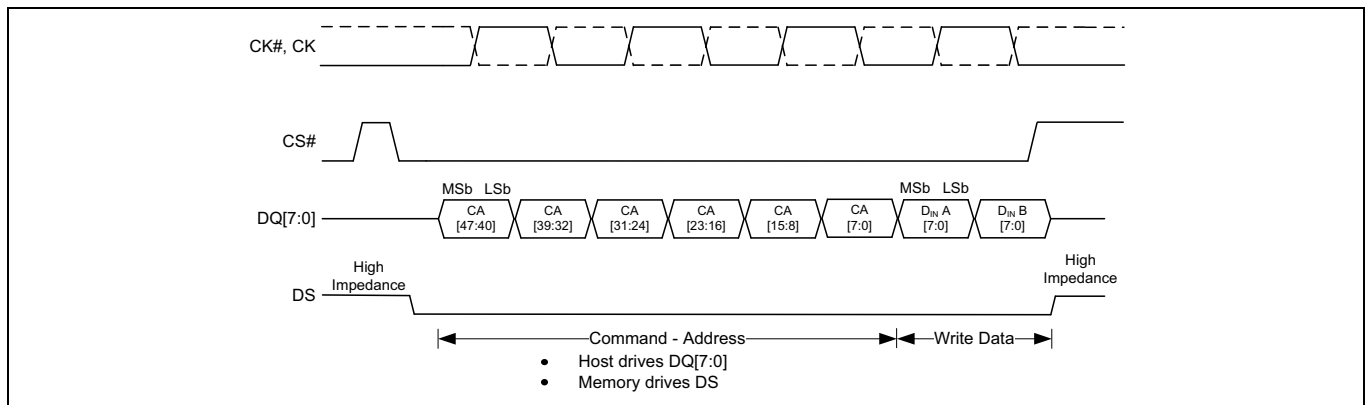 CK#, CK
CS#
MSb LSb MSb LSb
DQ[7:0] CA CA CA CA CA CA DIN A DIN B
[47:40] [39:32] [31:24] [23:16] [15:8] [7:0] [7:0] [7:0]
High High
Impedance Impedance
DS
Command - Address Write Data
• Host drives DQ[7:0]
• Memory drives DS